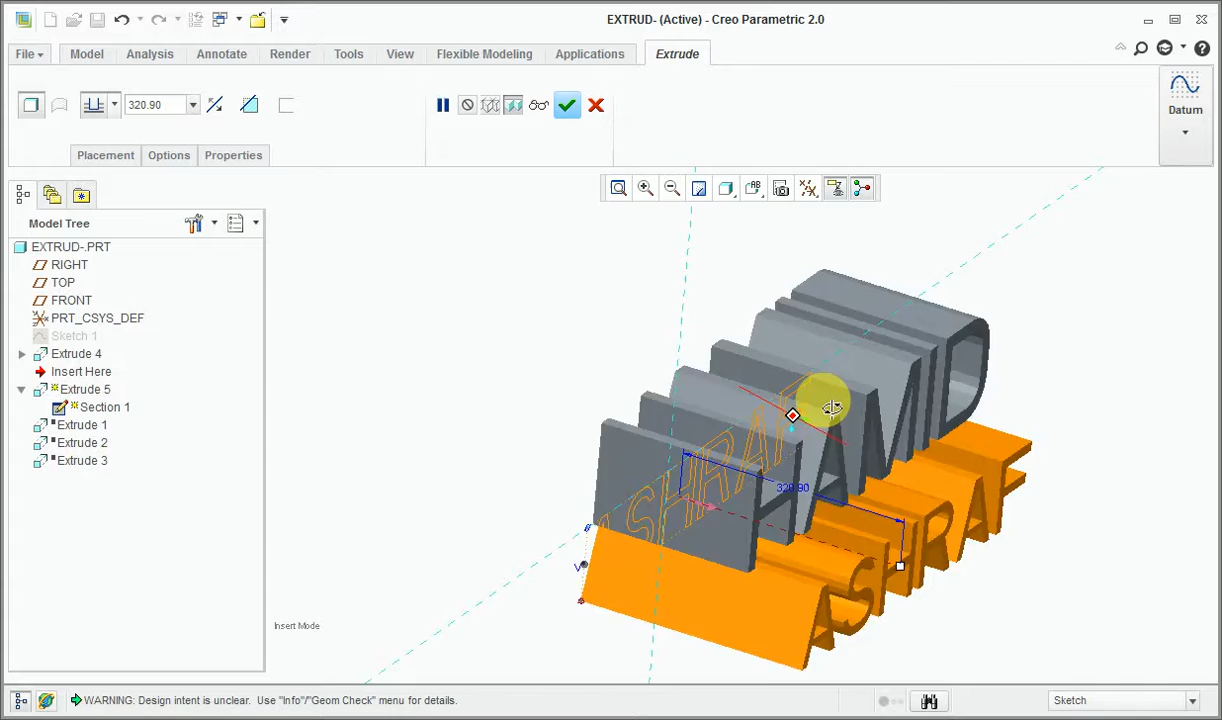 EXTRUD- (Active) - Creo Parametric 2.0
File Model Analysis Annotate Render Tools View Flexible Modeling Applications Extrude
320.90
Datum
Placement Options Properties
Model Tree
EXTRUD-.PRT
RIGHT
TOP
FRONT
PRT_CSYS_DEF
Sketch 1
Extrude 4
Insert Here
Extrude 5
Section 1
Extrude 1
Extrude 2
Extrude 3
320.90
V
ASHRAF
Insert Mode
WARNING: Design intent is unclear. Use "Info"/"Geom Check" menu for details.
Sketch